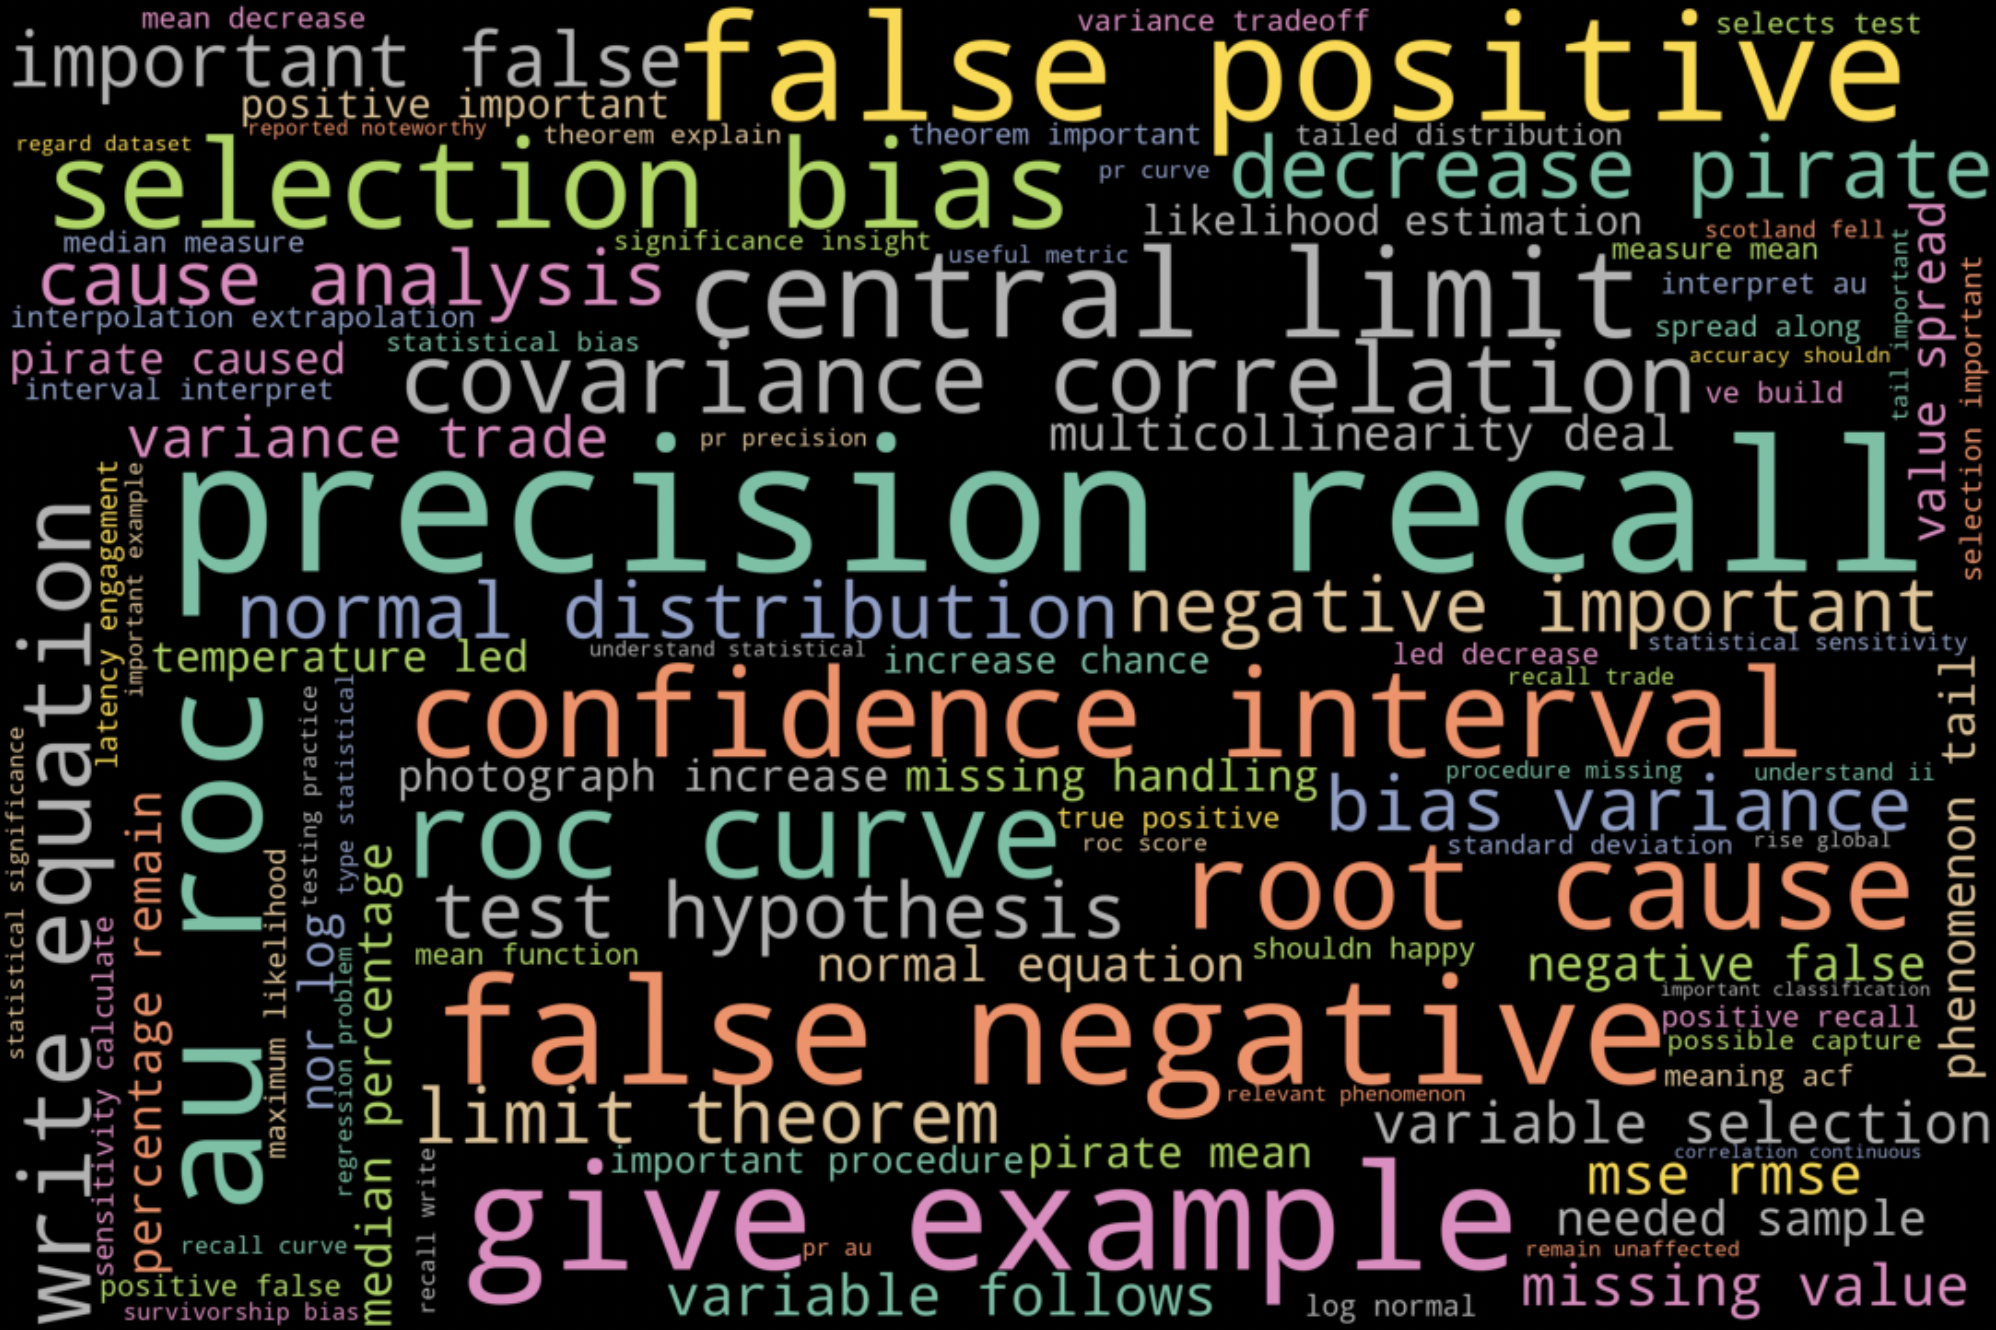 mean decrease
variance tradeoff
selects test
important false
false positive
positive important
reported noteworthy
regard dataset
theorem explain
theorem important
tailed distribution
selection bias
pr curve
decrease pirate
likelihood estimation
scotland fell
median measure
significance insight
useful metric
measure mean
cause analysis
central limit
interpret au
tail important
value spread
selection important
interpolation extrapolation
spread along
statistical bias
pirate caused
covariance correlation
accuracy shouldn
interval interpret
ve build
variance trade
pr precision
multicollinearity deal
precision recall
write equation
latency engagement
important example
normal distribution
negative important
statistical sensitivity
temperature led
understand statistical
increase chance
led decrease
recall trade
confidence interval
phenomenon tail
au roc
testing practice
type statistical
photograph increase
missing handling
procedure missing
understand ii
bias variance
roc curve
true positive
roc score
standard deviation
rise global
statistical significance
percentage remain
maximum likelihood
median percentage
root cause
test hypothesis
nor log
sensitivity calculate
regression problem
mean function
normal equation
shouldn happy
negative false
false negative
important classification
positive recall
possible capture
meaning acf
relevant phenomenon
limit theorem
variable selection
important procedure
pirate mean
correlation continuous
mse rmse
recall write
give example
needed sample
recall curve
pr au
remain unaffected
positive false
variable follows
log normal
missing value
survivorship bias